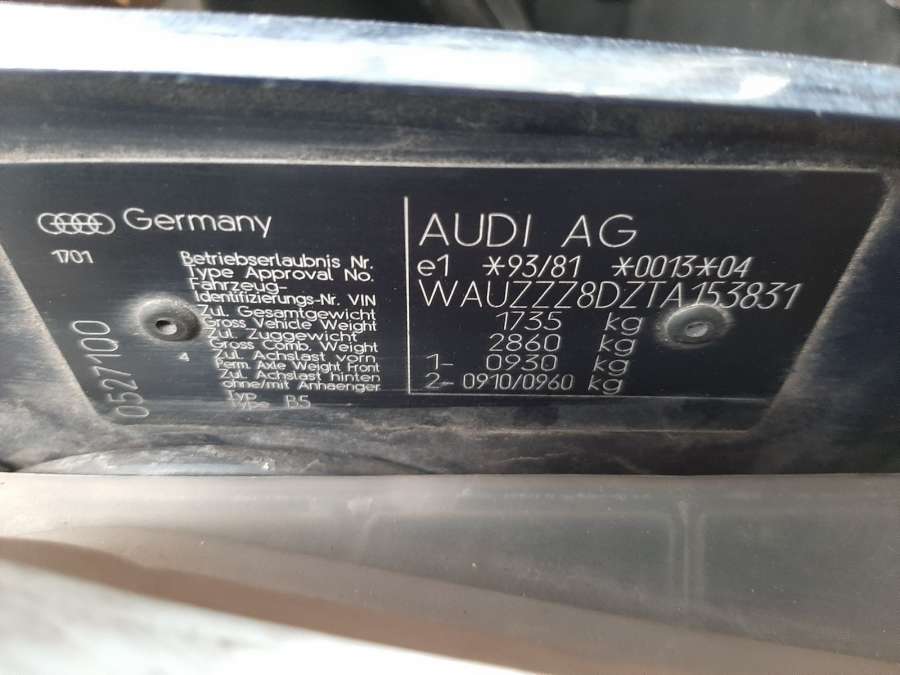 Germany
1701
Betriebserlaubnis Nr.
Type Approval No.
Fahrzeug-
Identifizierungs-Nr. VIN
Zul. Gesamtgewicht
Gross Vehicle Weight
Zul. Zuggewicht
Gross Comb. Weight
4 Zul. Achslast vorn
Perm. Axle Weight Front
Zul. Achslast hinten
ohne/mit Anhaenger
Typ
Type B5
0527100
AUDI AG
e1 *93/81 *0013*04
WAUZZZ8DZTA153831
1735 kg
2860 kg
1- 0930 kg
2- 0910/0960 kg